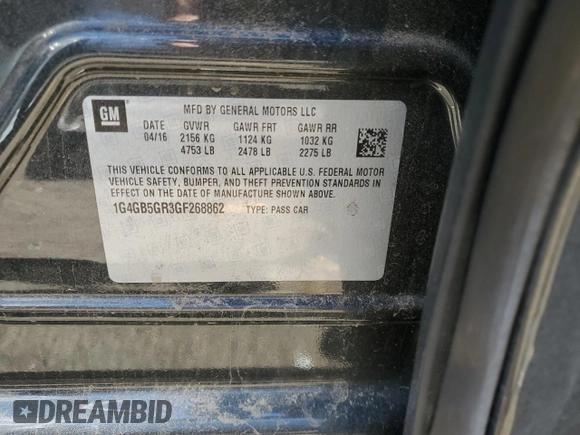 GM
MFD BY GENERAL MOTORS LLC
DATE GVWR GAWR FRT GAWR RR
04/16 2156 KG 1124 KG 1032 KG
4753 LB 2478 LB 2275 LB
THIS VEHICLE CONFORMS TO ALL APPLICABLE U.S. FEDERAL MOTOR
VEHICLE SAFETY, BUMPER, AND THEFT PREVENTION STANDARDS IN
EFFECT ON THE DATE OF MANUFACTURE SHOWN ABOVE.
1G4GB5GR3GF268862 TYPE: PASS CAR
DREAMBID